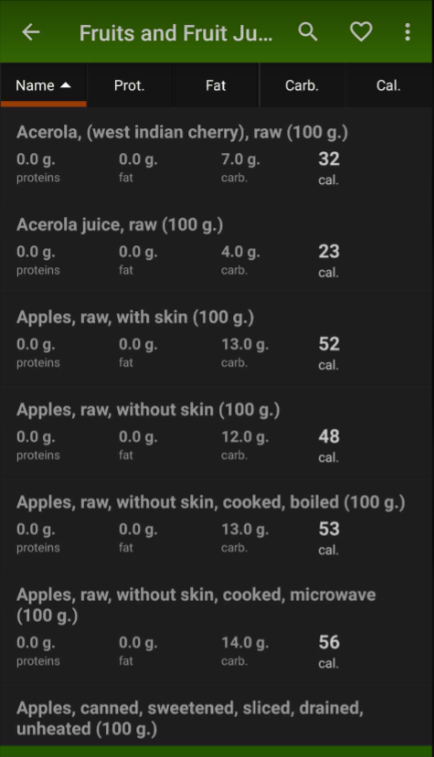 Fruits and Fruit Ju...
Name Prot. Fat Carb. Cal.
Acerola, (west indian cherry), raw (100 g.)
0.0 g. 0.0 g. 7.0 g. 32
proteins fat carb. cal.
Acerola juice, raw (100 g.)
0.0 g. 0.0 g. 4.0 g. 23
proteins fat carb. cal.
Apples, raw, with skin (100 g.)
0.0 g. 0.0 g. 13.0 g. 52
proteins fat carb. cal.
Apples, raw, without skin (100 g.)
0.0 g. 0.0 g. 12.0 g. 48
proteins fat carb. cal.
Apples, raw, without skin, cooked, boiled (100 g.)
0.0 g. 0.0 g. 13.0 g. 53
proteins fat carb. cal.
Apples, raw, without skin, cooked, microwave
(100 g.)
0.0 g. 0.0 g. 14.0 g. 56
proteins fat carb. cal.
Apples, canned, sweetened, sliced, drained,
unheated (100 g.)